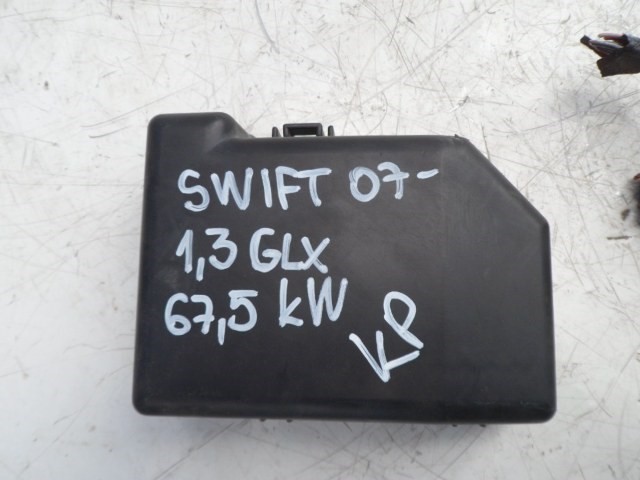 SWIFT 07-
1,3 GLX
67,5 kW
KP